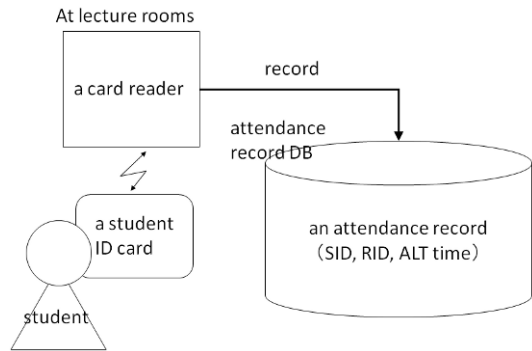 At lecture rooms
a card reader
record
attendance
record DB
a student
ID card
an attendance record
（SID, RID, ALT time）
student